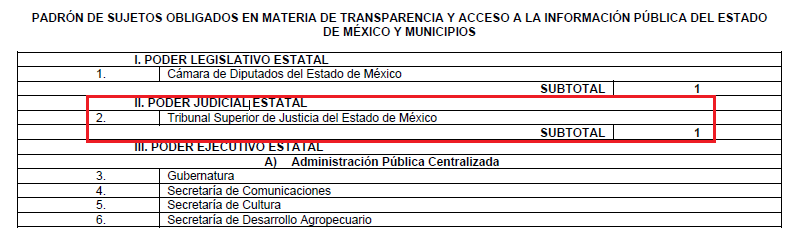 PADRÓN DE SUJETOS OBLIGADOS EN MATERIA DE TRANSPARENCIA Y ACCESO A LA INFORMACIÓN PÚBLICA DEL ESTADO
DE MÉXICO Y MUNICIPIOS
I. PODER LEGISLATIVO ESTATAL
1. Cámara de Diputados del Estado de México
SUBTOTAL 1
II. PODER JUDICIAL ESTATAL
2. Tribunal Superior de Justicia del Estado de México
SUBTOTAL 1
III. PODER EJECUTIVO ESTATAL
A) Administración Pública Centralizada
3. Gubernatura
4. Secretaría de Comunicaciones
5. Secretaría de Cultura
6. Secretaría de Desarrollo Agropecuario